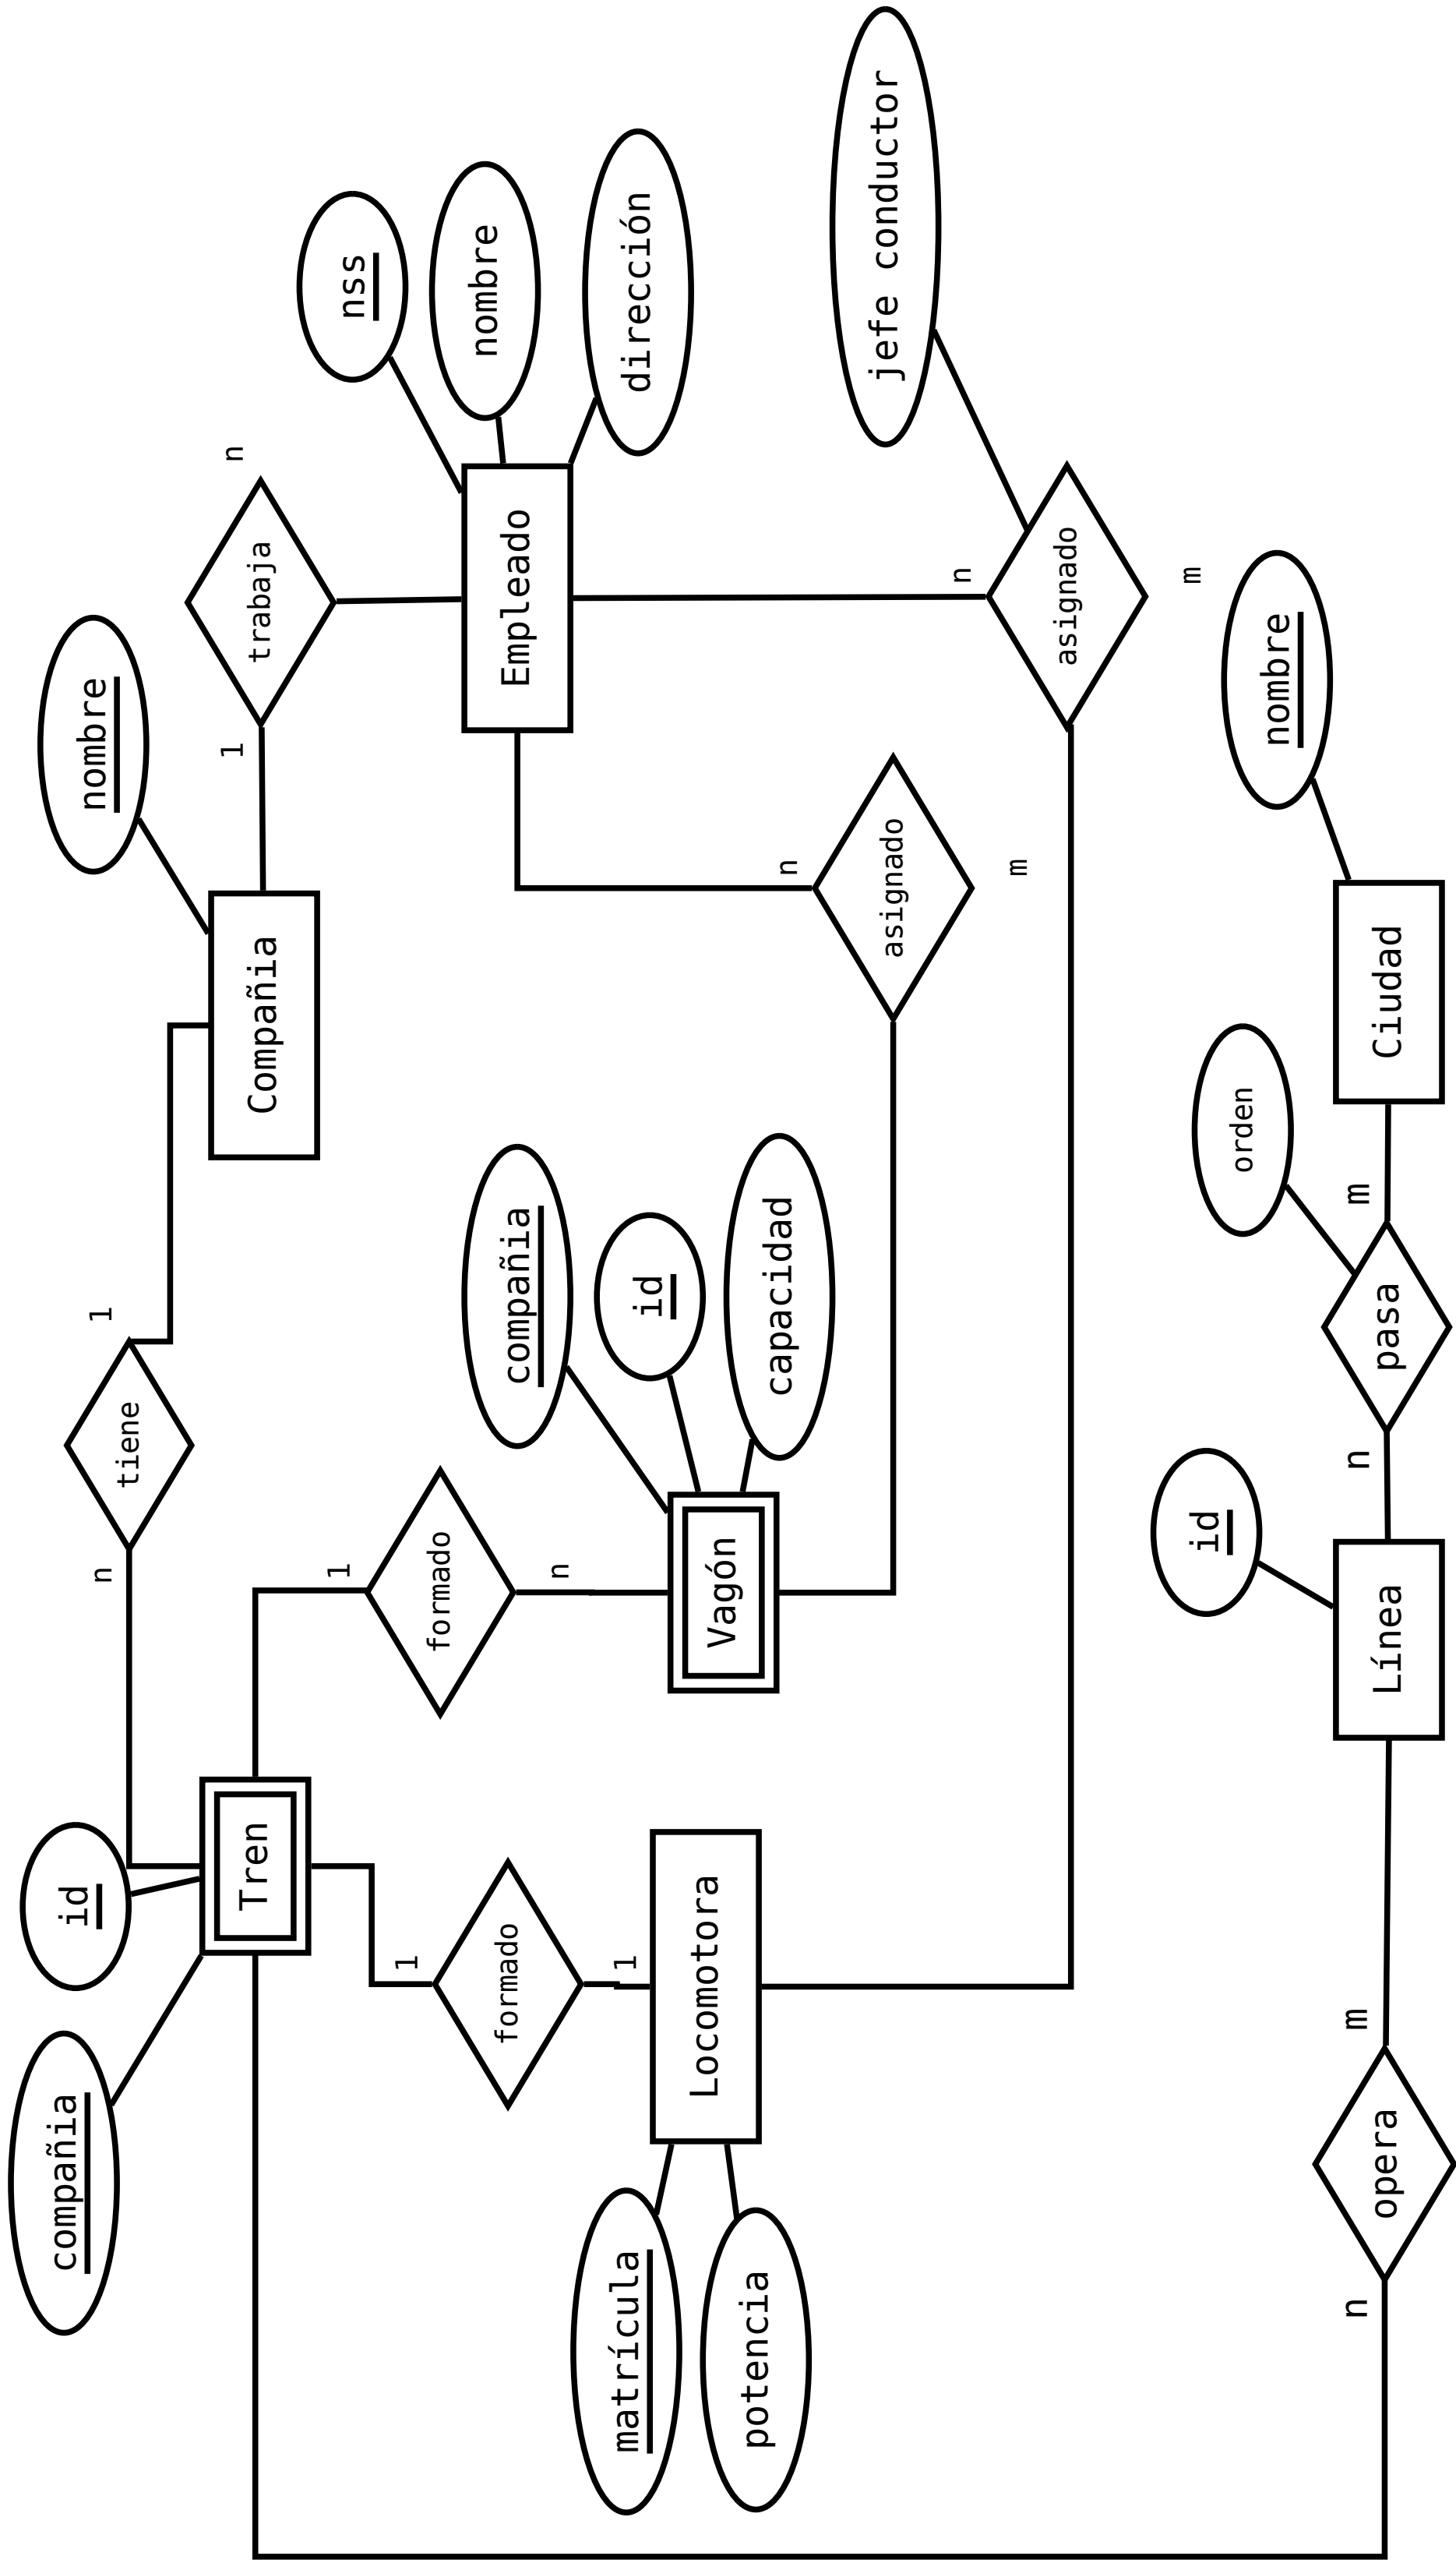 compañia
id
n
tiene
1
nombre
Tren
Compañia
1
trabaja
n
nss
nombre
dirección
Empleado
1
formado
n
compañia
id
capacidad
Vagón
1
formado
1
Locomotora
matrícula
potencia
n
asignado
m
n
asignado
m
jefe conductor
id
orden
nombre
n
opera
m
Línea
n
pasa
m
Ciudad